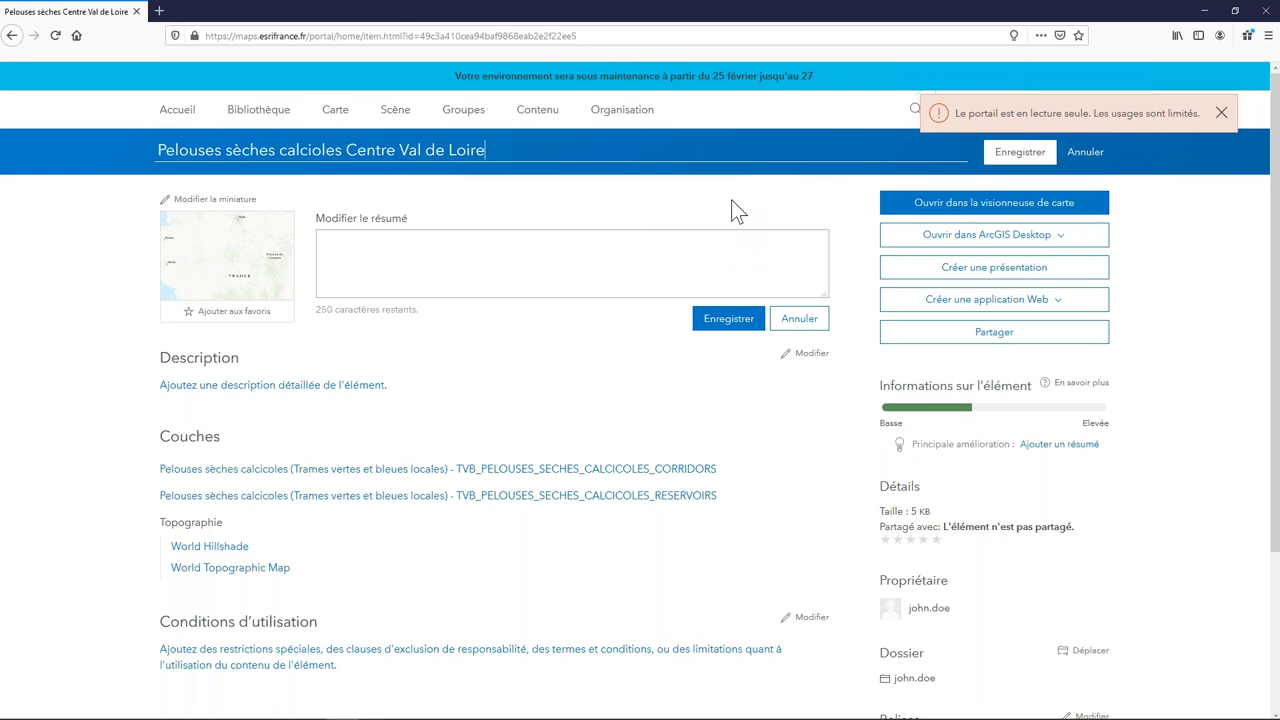 Pelouses sèches Centre Val de Loire
https://maps.esrifrance.fr/portal/home/item.html?id=49c3a410cea94baf9868eab2e2f22ee5
Votre environnement sera sous maintenance à partir du 25 février jusqu'au 27
Accueil Bibliothèque Carte Scène Groupes Contenu Organisation
Le portail est en lecture seule. Les usages sont limités.
Pelouses sèches calcioles Centre Val de Loire
Enregistrer Annuler
Modifier la miniature
Modifier le résumé
FRANCE
Ajouter aux favoris
250 caractères restants.
Enregistrer Annuler
Description
Modifier
Ajoutez une description détaillée de l'élément.
Couches
Pelouses sèches calcicoles (Trames vertes et bleues locales) - TVB_PELOUSES_SECHES_CALCICOLES_CORRIDORS
Pelouses sèches calcicoles (Trames vertes et bleues locales) - TVB_PELOUSES_SECHES_CALCICOLES_RESERVOIRS
Topographie
World Hillshade
World Topographic Map
Conditions d'utilisation
Modifier
Ajoutez des restrictions spéciales, des clauses d'exclusion de responsabilité, des termes et conditions, ou des limitations quant à
l'utilisation du contenu de l'élément.
Ouvrir dans la visionneuse de carte
Ouvrir dans ArcGIS Desktop
Créer une présentation
Créer une application Web
Partager
Informations sur l'élément
En savoir plus
Basse Elevée
Principale amélioration : Ajouter un résumé
Détails
Taille : 5 KB
Partagé avec: L'élément n'est pas partagé.
Propriétaire
john.doe
Dossier
Déplacer
john.doe
Modifier